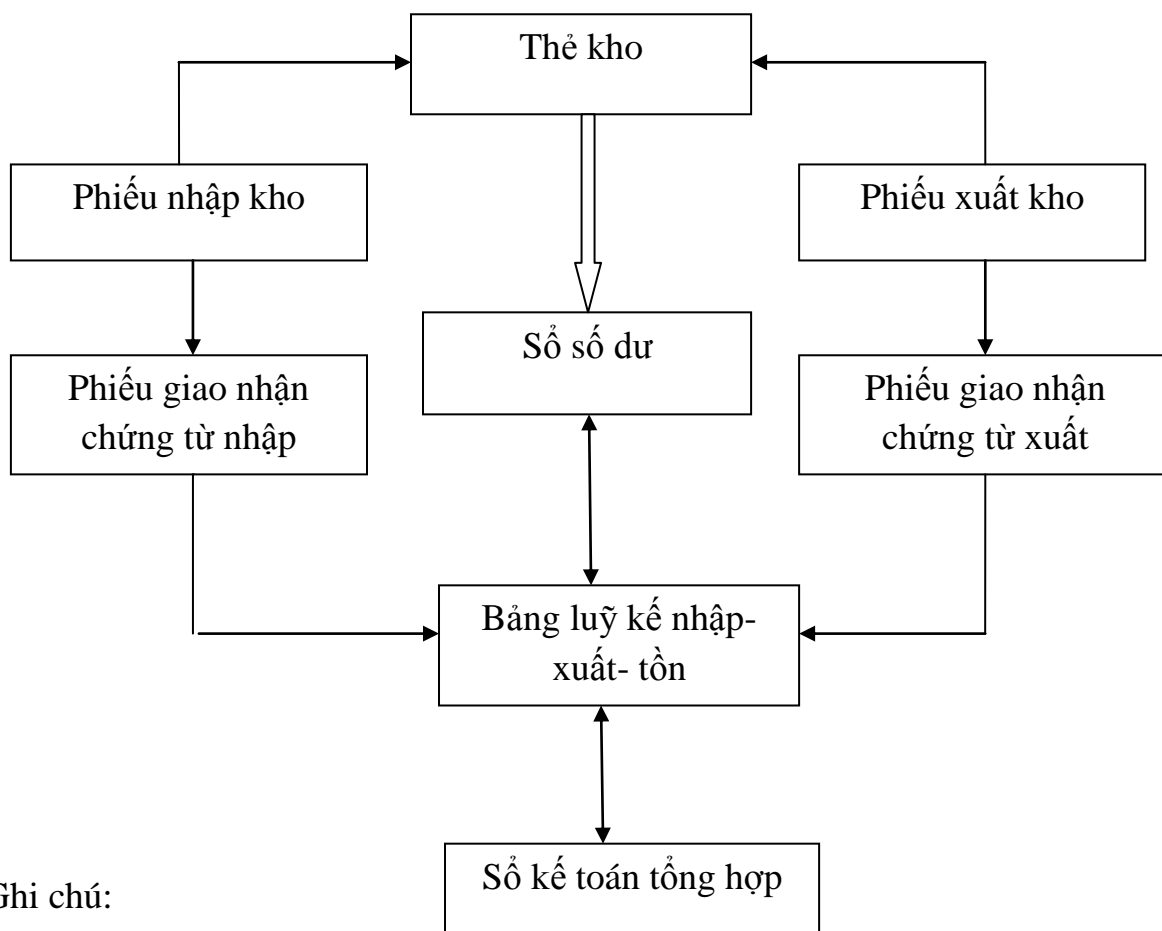 Thẻ kho
Phiếu nhập kho
Phiếu xuất kho
Sổ số dư
Phiếu giao nhận
chứng từ nhập
Phiếu giao nhận
chứng từ xuất
Bảng luỹ kế nhập-
xuất- tồn
Sổ kế toán tổng hợp
Ghi chú: